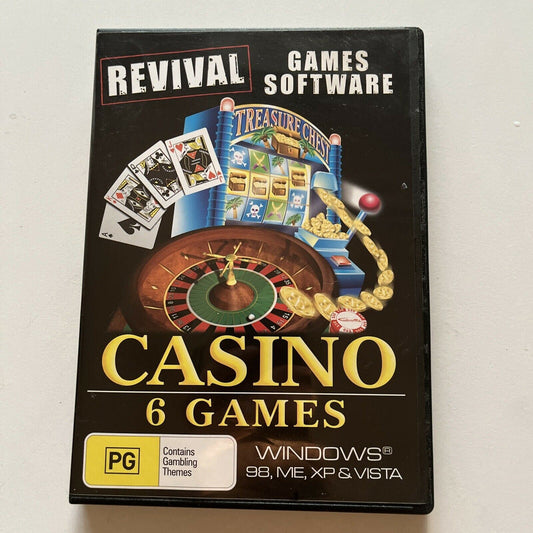 REVIVAL
GAMES
SOFTWARE
TREASURE CHEST
CASINO
6 GAMES
PG
Contains
Gambling
Themes
WINDOWS®
98, ME, XP & VISTA